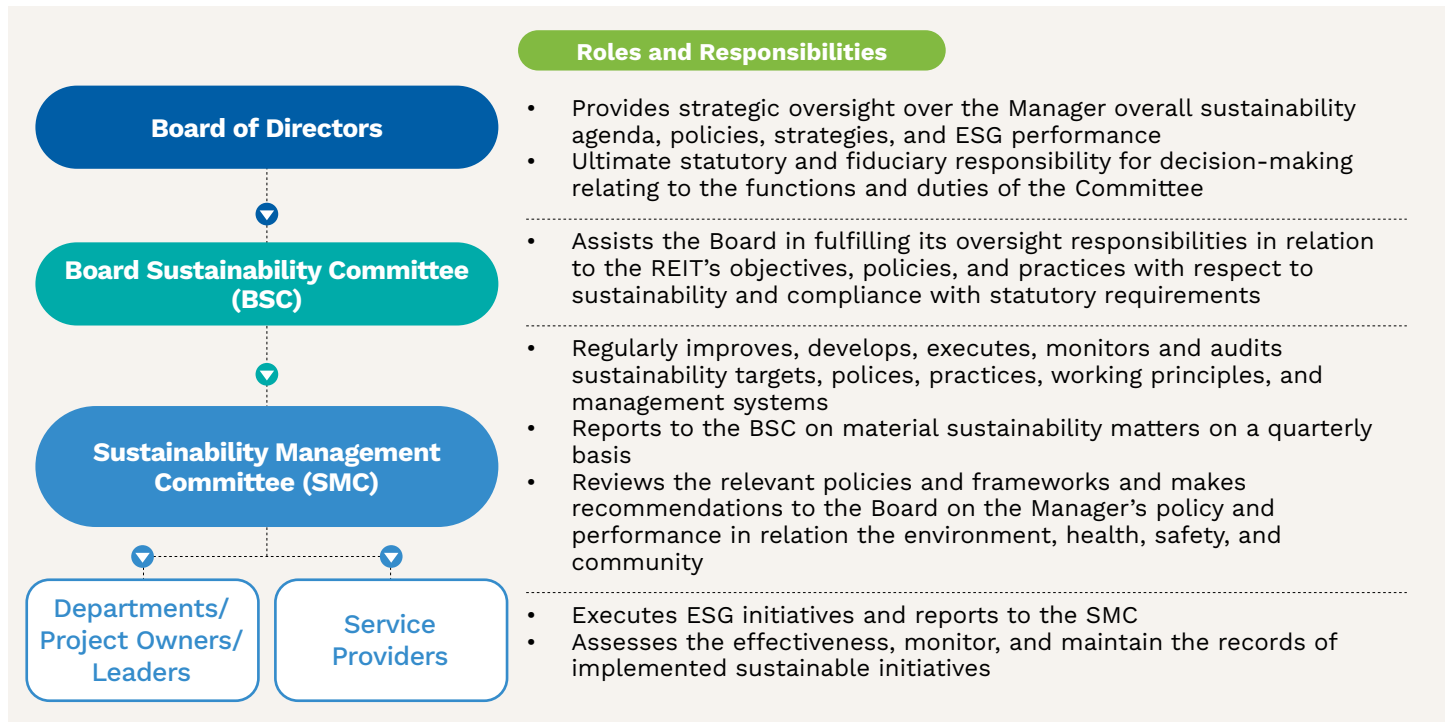 Roles and Responsibilities
Board of Directors
• Provides strategic oversight over the Manager overall sustainability
agenda, policies, strategies, and ESG performance
• Ultimate statutory and fiduciary responsibility for decision-making
relating to the functions and duties of the Committee
Board Sustainability Committee
(BSC)
• Assists the Board in fulfilling its oversight responsibilities in relation
to the REIT’s objectives, policies, and practices with respect to
sustainability and compliance with statutory requirements
Sustainability Management
Committee (SMC)
• Regularly improves, develops, executes, monitors and audits
sustainability targets, polices, practices, working principles, and
management systems
• Reports to the BSC on material sustainability matters on a quarterly
basis
• Reviews the relevant policies and frameworks and makes
recommendations to the Board on the Manager’s policy and
performance in relation the environment, health, safety, and
community
Departments/
Project Owners/
Leaders
Service
Providers
• Executes ESG initiatives and reports to the SMC
• Assesses the effectiveness, monitor, and maintain the records of
implemented sustainable initiatives